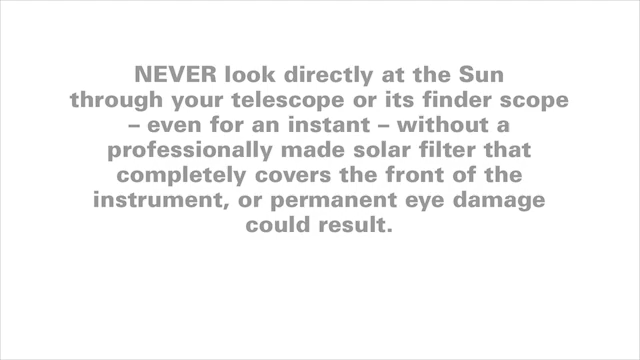 NEVER look directly at the Sun
through your telescope or its finder scope
– even for an instant – without a
professionally made solar filter that
completely covers the front of the
instrument, or permanent eye damage
could result.